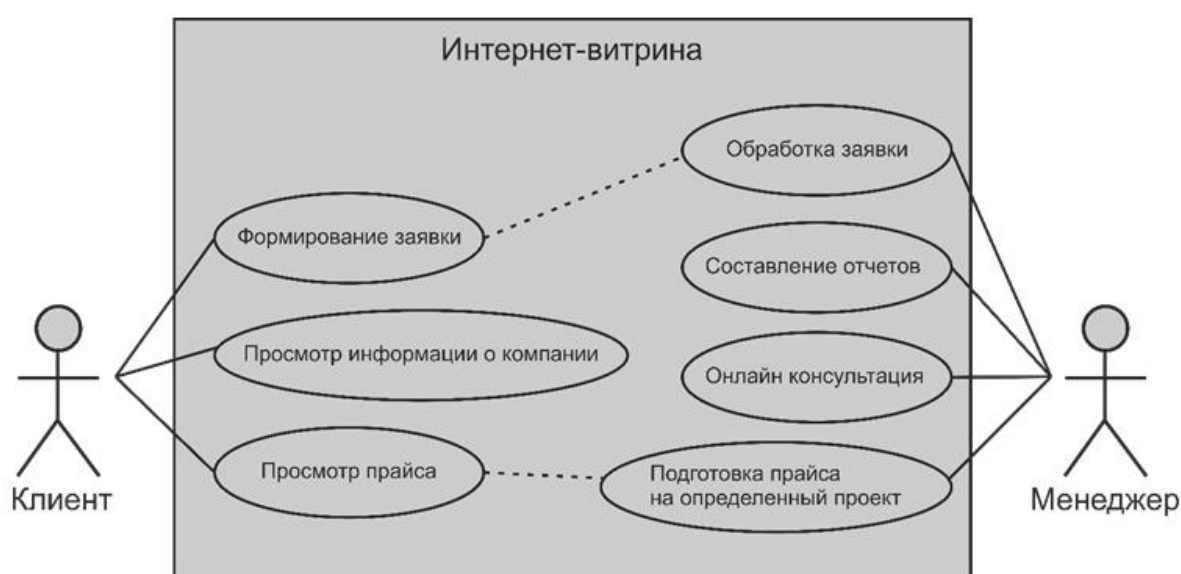 Интернет-витрина
Обработка заявки
Формирование заявки
Составление отчетов
Просмотр информации о компании
Онлайн консультация
Просмотр прайса
Подготовка прайса
на определенный проект
Клиент
Менеджер